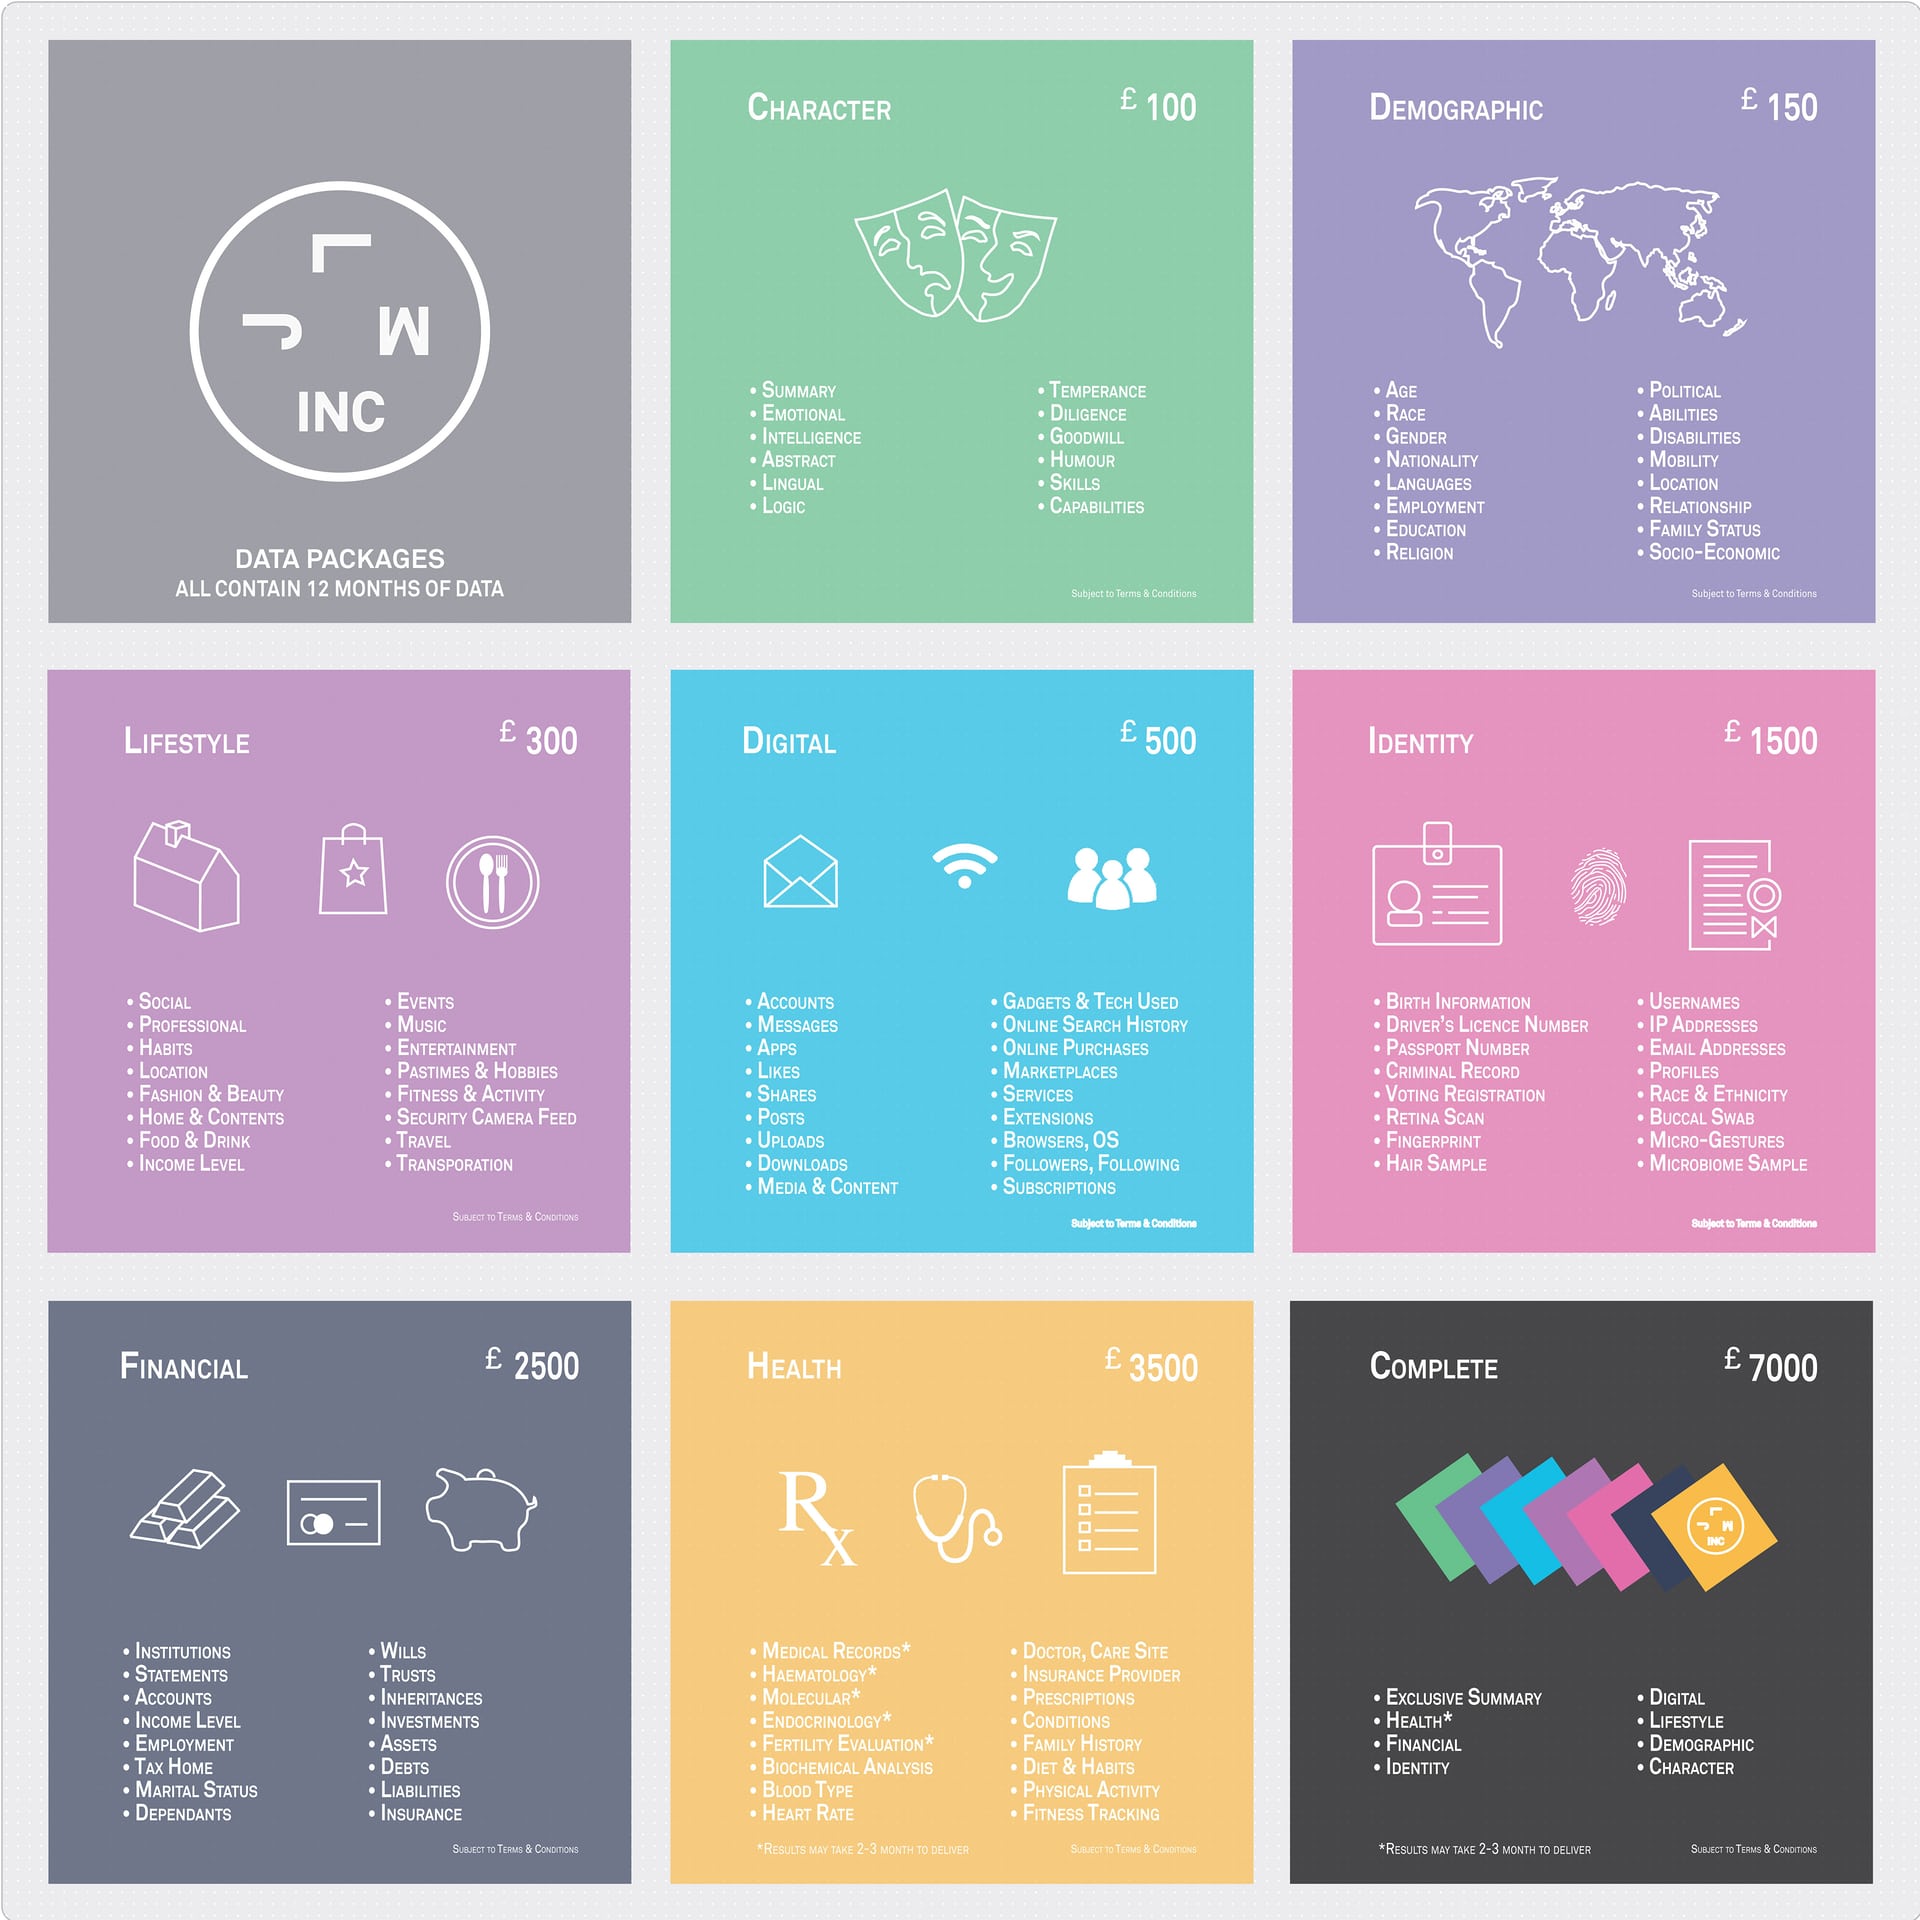 L
J M
INC
DATA PACKAGES
ALL CONTAIN 12 MONTHS OF DATA
CHARACTER £ 100
• SUMMARY
• EMOTIONAL
• INTELLIGENCE
• ABSTRACT
• LINGUAL
• LOGIC
• TEMPERANCE
• DILIGENCE
• GOODWILL
• HUMOUR
• SKILLS
• CAPABILITIES
Subject to Terms & Conditions
DEMOGRAPHIC £ 150
• AGE
• RACE
• GENDER
• NATIONALITY
• LANGUAGES
• EMPLOYMENT
• EDUCATION
• RELIGION
• POLITICAL
• ABILITIES
• DISABILITIES
• MOBILITY
• LOCATION
• RELATIONSHIP
• FAMILY STATUS
• SOCIO-ECONOMIC
Subject to Terms & Conditions
LIFESTYLE £ 300
• SOCIAL
• PROFESSIONAL
• HABITS
• LOCATION
• FASHION & BEAUTY
• HOME & CONTENTS
• FOOD & DRINK
• INCOME LEVEL
• EVENTS
• MUSIC
• ENTERTAINMENT
• PASTIMES & HOBBIES
• FITNESS & ACTIVITY
• SECURITY CAMERA FEED
• TRAVEL
• TRANSPORATION
SUBJECT TO TERMS & CONDITIONS
DIGITAL £ 500
• ACCOUNTS
• MESSAGES
• APPS
• LIKES
• SHARES
• POSTS
• UPLOADS
• DOWNLOADS
• MEDIA & CONTENT
• GADGETS & TECH USED
• ONLINE SEARCH HISTORY
• ONLINE PURCHASES
• MARKETPLACES
• SERVICES
• EXTENSIONS
• BROWSERS, OS
• FOLLOWERS, FOLLOWING
• SUBSCRIPTIONS
Subject to Terms & Conditions
IDENTITY £ 1500
• BIRTH INFORMATION
• DRIVER'S LICENCE NUMBER
• PASSPORT NUMBER
• CRIMINAL RECORD
• VOTING REGISTRATION
• RETINA SCAN
• FINGERPRINT
• HAIR SAMPLE
• USERNAMES
• IP ADDRESSES
• EMAIL ADDRESSES
• PROFILES
• RACE & ETHNICITY
• BUCCAL SWAB
• MICRO-GESTURES
• MICROBIOME SAMPLE
Subject to Terms & Conditions
FINANCIAL £ 2500
• INSTITUTIONS
• STATEMENTS
• ACCOUNTS
• INCOME LEVEL
• EMPLOYMENT
• TAX HOME
• MARITAL STATUS
• DEPENDANTS
• WILLS
• TRUSTS
• INHERITANCES
• INVESTMENTS
• ASSETS
• DEBTS
• LIABILITIES
• INSURANCE
SUBJECT TO TERMS & CONDITIONS
HEALTH £ 3500
Rx
• MEDICAL RECORDS*
• HAEMATOLOGY*
• MOLECULAR*
• ENDOCRINOLOGY*
• FERTILITY EVALUATION*
• BIOCHEMICAL ANALYSIS
• BLOOD TYPE
• HEART RATE
• DOCTOR, CARE SITE
• INSURANCE PROVIDER
• PRESCRIPTIONS
• CONDITIONS
• FAMILY HISTORY
• DIET & HABITS
• PHYSICAL ACTIVITY
• FITNESS TRACKING
*RESULTS MAY TAKE 2-3 MONTH TO DELIVER
SUBJECT TO TERMS & CONDITIONS
COMPLETE £ 7000
L
J M
INC
• EXCLUSIVE SUMMARY
• HEALTH*
• FINANCIAL
• IDENTITY
• DIGITAL
• LIFESTYLE
• DEMOGRAPHIC
• CHARACTER
*RESULTS MAY TAKE 2-3 MONTH TO DELIVER
SUBJECT TO TERMS & CONDITIONS